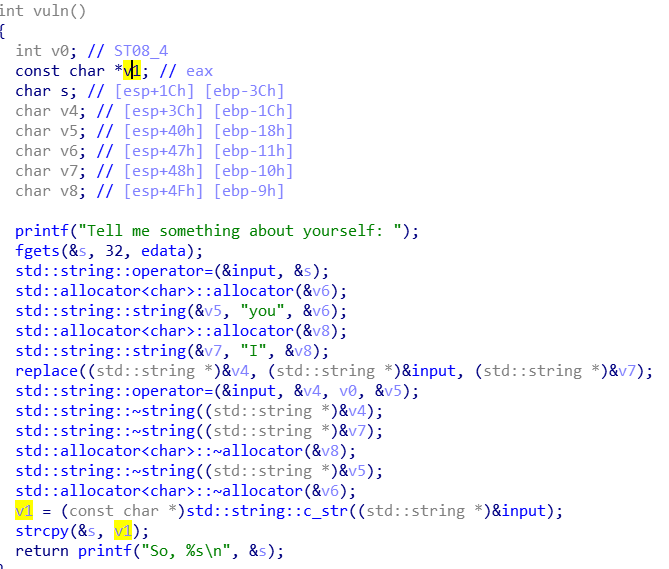 int vuln()
{
int v0; // ST08_4
const char *v1; // eax
char s; // [esp+1Ch] [ebp-3Ch]
char v4; // [esp+3Ch] [ebp-1Ch]
char v5; // [esp+40h] [ebp-18h]
char v6; // [esp+47h] [ebp-11h]
char v7; // [esp+48h] [ebp-10h]
char v8; // [esp+4Fh] [ebp-9h]
printf("Tell me something about yourself: ");
fgets(&s, 32, edata);
std::string::operator=(&input, &s);
std::allocator<char>::allocator(&v6);
std::string::string(&v5, "you", &v6);
std::allocator<char>::allocator(&v8);
std::string::string(&v7, "I", &v8);
replace((std::string *)&v4, (std::string *)&input, (std::string *)&v7);
std::string::operator=(&input, &v4, v0, &v5);
std::string::~string((std::string *)&v4);
std::string::~string((std::string *)&v7);
std::allocator<char>::~allocator(&v8);
std::string::~string((std::string *)&v5);
std::allocator<char>::~allocator(&v6);
v1 = (const char *)std::string::c_str((std::string *)&input);
strcpy(&s, v1);
return printf("So, %s\n", &s);